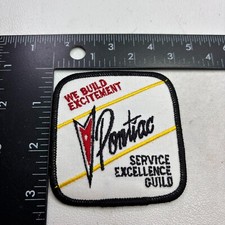 WE BUILD
EXCITEMENT
Pontiac
SERVICE
EXCELLENCE
GUILD